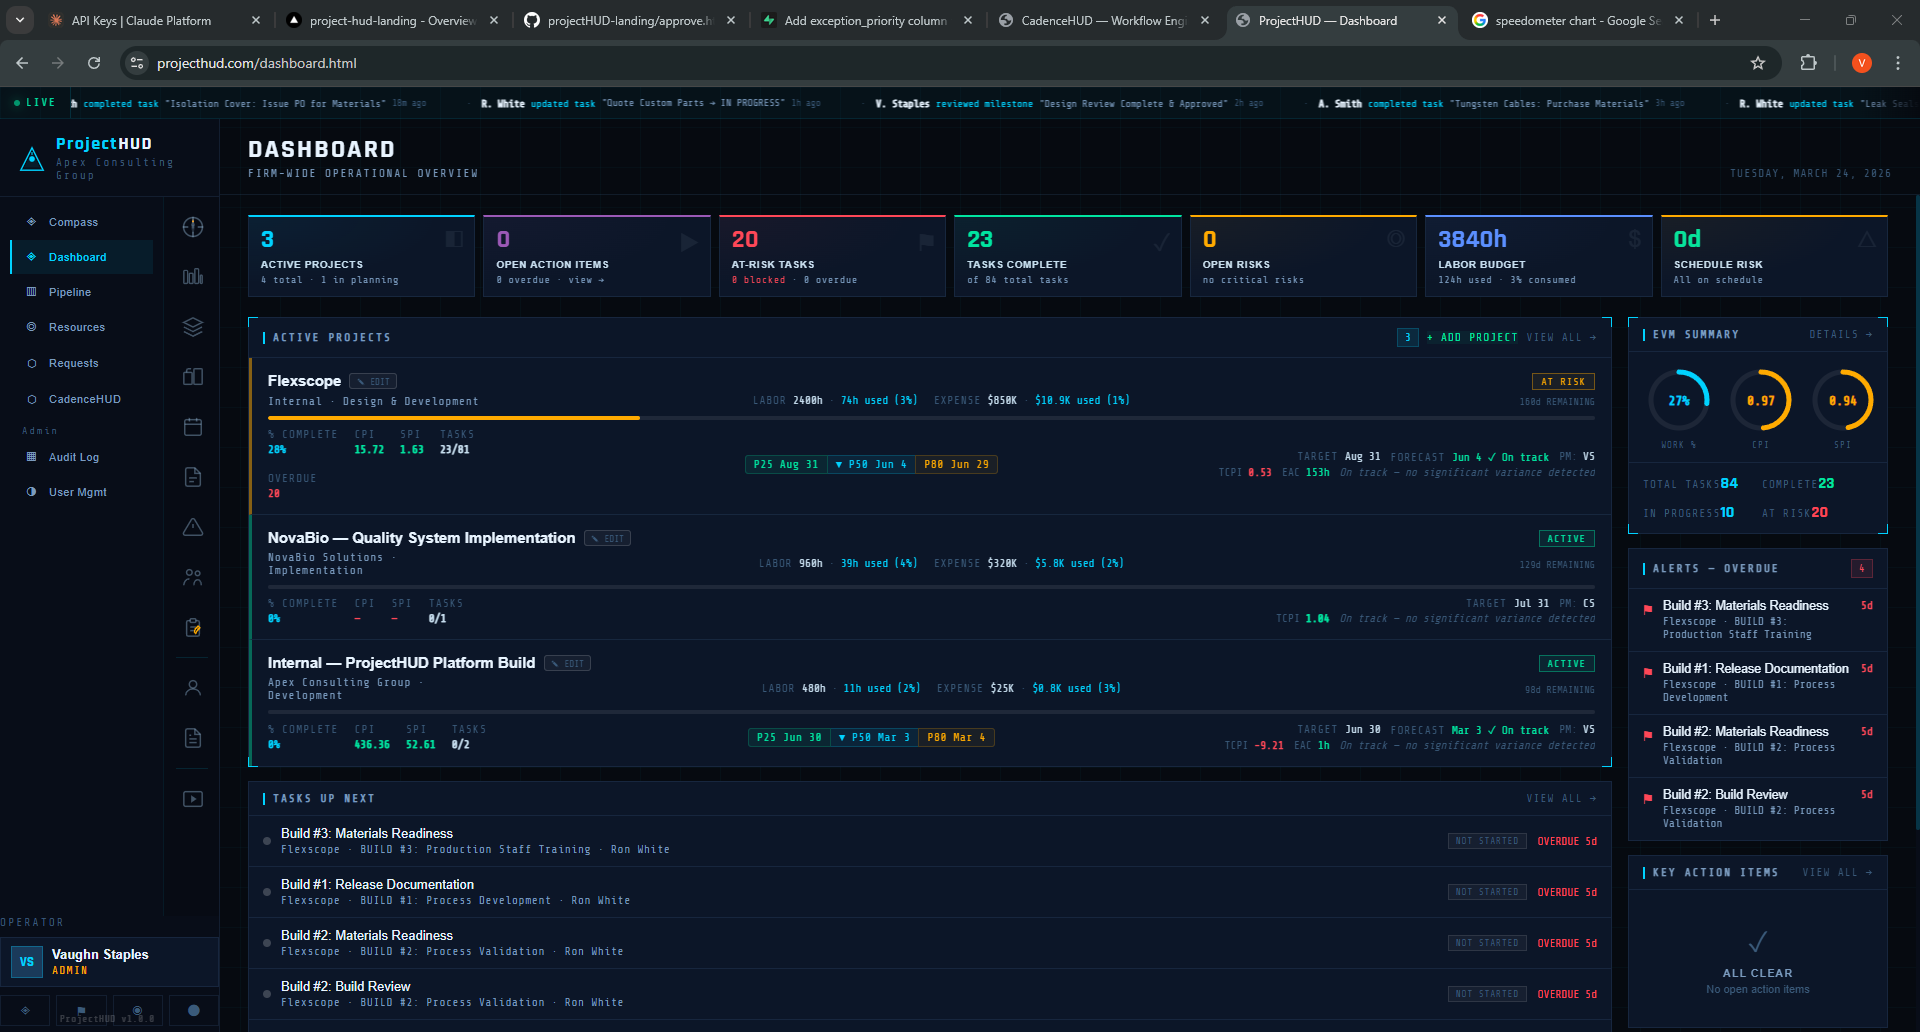 API Keys | Claude Platform
project-hud-landing - Overview
projectHUD-landing/approve.h
Add exception_priority column
CadenceHUD — Workflow Eng
ProjectHUD — Dashboard
speedometer chart - Google Se
projecthud.com/dashboard.html
V
LIVE
completed task "Isolation Cover: Issue PO for Materials" 18m ago
R. White updated task "Quote Custom Parts → IN PROGRESS" 1h ago
V. Staples reviewed milestone "Design Review Complete & Approved" 2h ago
A. Smith completed task "Tungsten Cables: Purchase Materials" 3h ago
R. White updated task "Leak Seal
ProjectHUD
Apex Consulting
Group
Compass
Dashboard
Pipeline
Resources
Requests
CadenceHUD
Admin
Audit Log
User Mgmt
OPERATOR
VS
Vaughn Staples
ADMIN
ProjectHUD v1.0.0
DASHBOARD
FIRM-WIDE OPERATIONAL OVERVIEW
TUESDAY, MARCH 24, 2026
3
ACTIVE PROJECTS
4 total · 1 in planning
0
OPEN ACTION ITEMS
0 overdue · view →
20
AT-RISK TASKS
0 blocked · 0 overdue
23
TASKS COMPLETE
of 84 total tasks
0
OPEN RISKS
no critical risks
3840h
LABOR BUDGET
124h used · 3% consumed
$
0d
SCHEDULE RISK
All on schedule
ACTIVE PROJECTS
3 + ADD PROJECT VIEW ALL →
Flexscope EDIT
Internal · Design & Development
LABOR 2400h · 74h used (3%) EXPENSE $850K · $10.9K used (1%)
AT RISK
160d REMAINING
% COMPLETE CPI SPI TASKS
28% 15.72 1.63 23/81
OVERDUE
20
P25 Aug 31 ▼ P50 Jun 4 P80 Jun 29
TARGET Aug 31 FORECAST Jun 4 ✓ On track PM: VS
TCPI 0.53 EAC 153h On track — no significant variance detected
NovaBio — Quality System Implementation EDIT
NovaBio Solutions ·
Implementation
LABOR 960h · 39h used (4%) EXPENSE $320K · $5.8K used (2%)
ACTIVE
129d REMAINING
% COMPLETE CPI SPI TASKS
0% — — 0/1
TARGET Jul 31 PM: CS
TCPI 1.04 On track — no significant variance detected
Internal — ProjectHUD Platform Build EDIT
Apex Consulting Group ·
Development
LABOR 480h · 11h used (2%) EXPENSE $25K · $0.8K used (3%)
ACTIVE
98d REMAINING
% COMPLETE CPI SPI TASKS
0% 436.36 52.61 0/2
P25 Jun 30 ▼ P50 Mar 3 P80 Mar 4
TARGET Jun 30 FORECAST Mar 3 ✓ On track PM: VS
TCPI -9.21 EAC 1h On track — no significant variance detected
TASKS UP NEXT
VIEW ALL →
Build #3: Materials Readiness
Flexscope · BUILD #3: Production Staff Training · Ron White
NOT STARTED OVERDUE 5d
Build #1: Release Documentation
Flexscope · BUILD #1: Process Development · Ron White
NOT STARTED OVERDUE 5d
Build #2: Materials Readiness
Flexscope · BUILD #2: Process Validation · Ron White
NOT STARTED OVERDUE 5d
Build #2: Build Review
Flexscope · BUILD #2: Process Validation · Ron White
NOT STARTED OVERDUE 5d
EVM SUMMARY
DETAILS →
27% 0.97 0.94
WORK % CPI SPI
TOTAL TASKS 84 COMPLETE 23
IN PROGRESS 10 AT RISK 20
ALERTS — OVERDUE
4
Build #3: Materials Readiness 5d
Flexscope · BUILD #3:
Production Staff Training
Build #1: Release Documentation 5d
Flexscope · BUILD #1: Process
Development
Build #2: Materials Readiness 5d
Flexscope · BUILD #2: Process
Validation
Build #2: Build Review 5d
Flexscope · BUILD #2: Process
Validation
KEY ACTION ITEMS
VIEW ALL →
ALL CLEAR
No open action items